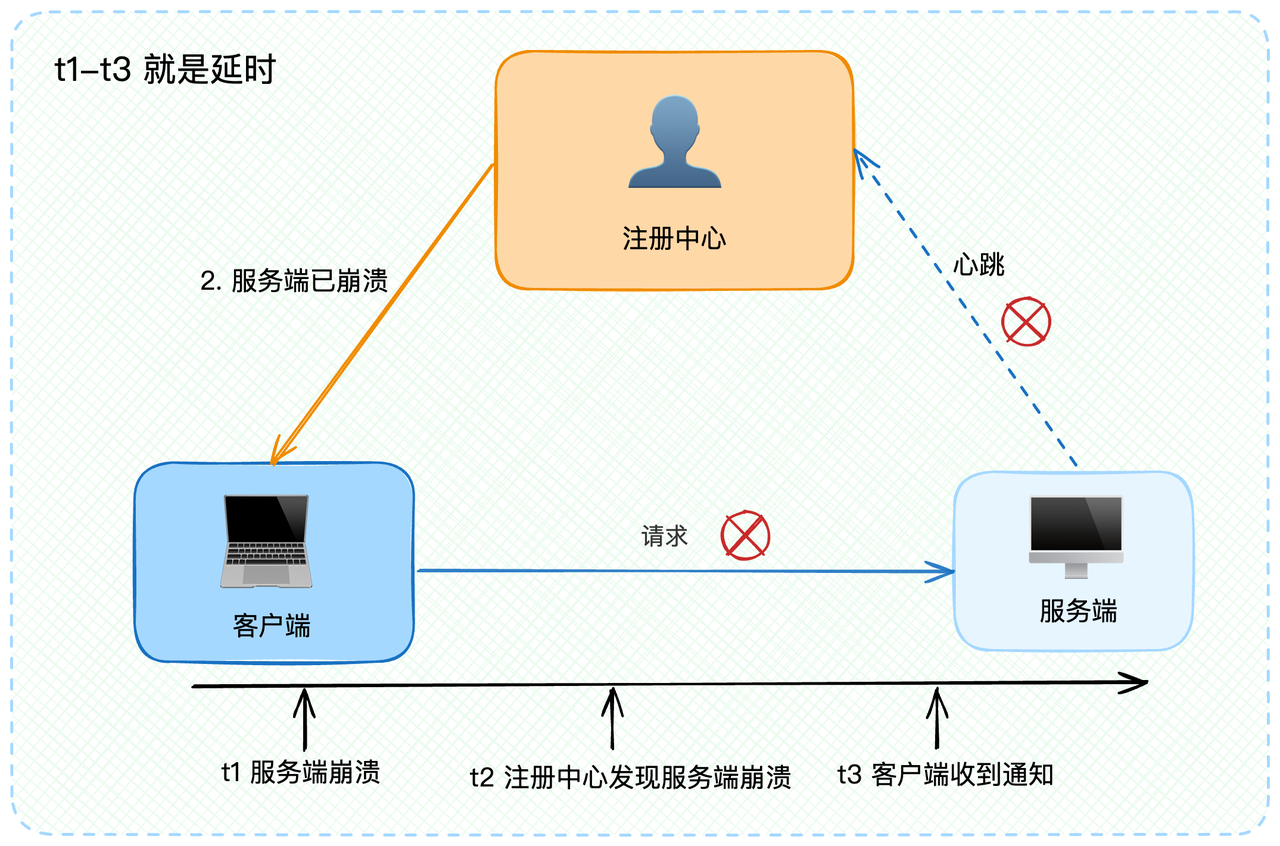 t1-t3 就是延时
注册中心
心跳
2. 服务端已崩溃
请求
客户端
服务端
t1 服务端崩溃
t2 注册中心发现服务端崩溃
t3 客户端收到通知